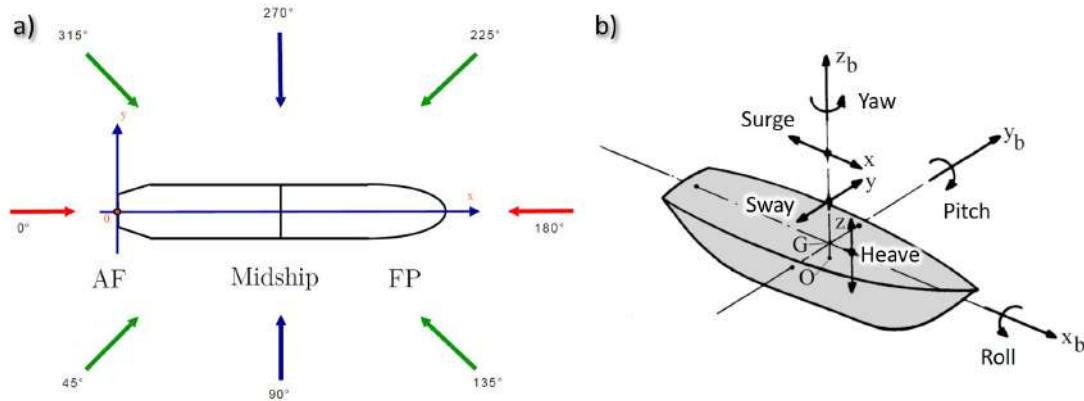 a)
270°
315°
225°
y
0
x
0°
180°
AF
Midship
FP
45°
90°
135°
b)
z_b
Yaw
Surge
y_b
x
y
Sway
Pitch
z
G
Heave
O
x_b
Roll